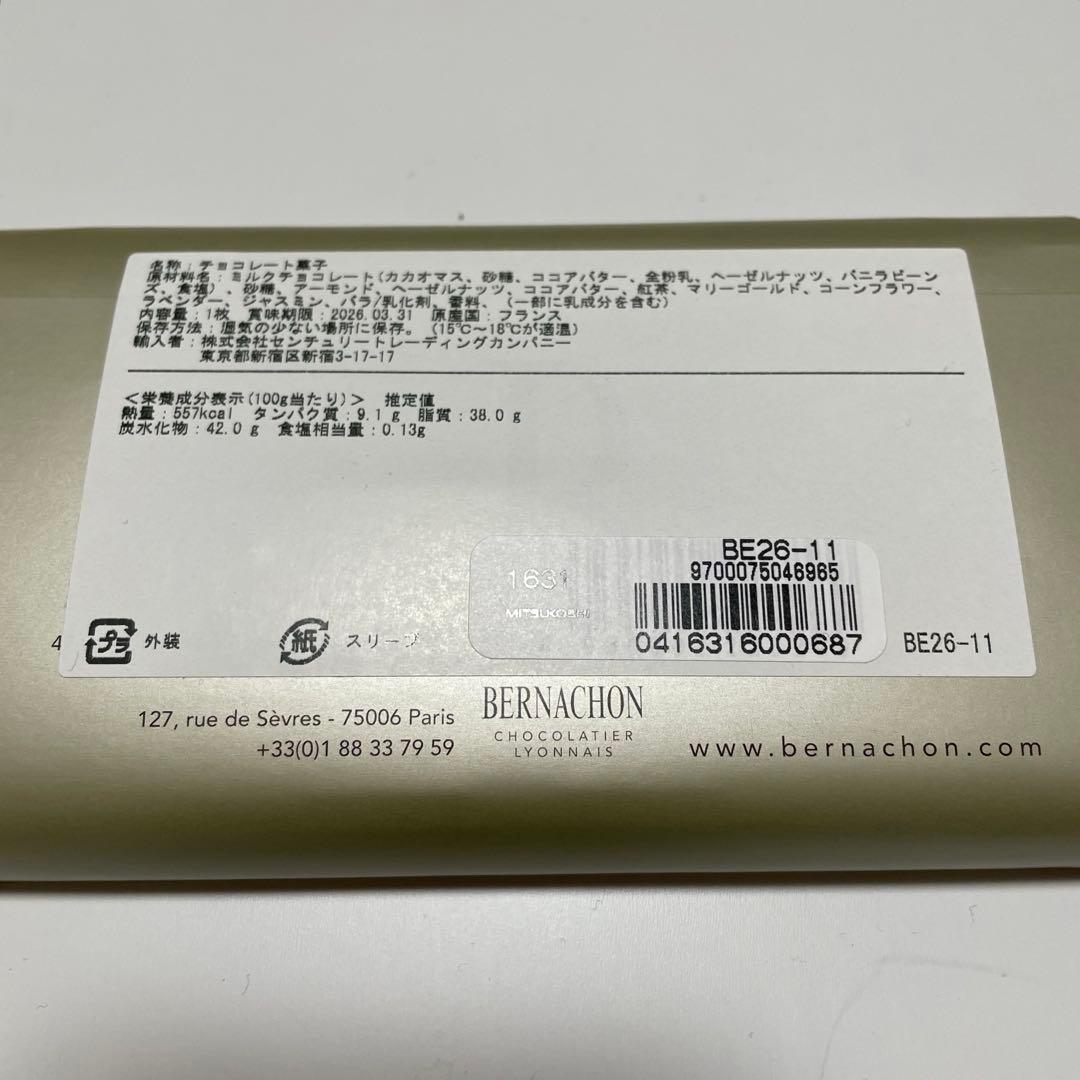 名称：チョコレート菓子
原材料名：ミルクチョコレート(カカオマス、砂糖、ココアバター、全粉乳、ヘーゼルナッツ、バニラビーン
ズ、食塩)、砂糖、アーモンド、ヘーゼルナッツ、ココアバター、紅茶、マリーゴールド、コーンフラワー、
ラベンダー、ジャスミン、バラ/乳化剤、香料、(一部に乳成分を含む)
内容量：1枚　賞味期限：2026.03.31　原産国：フランス
保存方法：湿気の少ない場所に保存。(15℃～18℃が適温)
輸入者：株式会社センチュリートレーディングカンパニー
東京都新宿区新宿3-17-17
＜栄養成分表示(100g当たり)＞　推定値
熱量：557kcal　タンパク質：9.1g　脂質：38.0g
炭水化物：42.0g　食塩相当量：0.13g
BE26-11
9700075046965
1631
MITSUKOSHI
0416316000687
4
プラ 外装
紙 スリーブ
BE26-11
127, rue de Sèvres - 75006 Paris
+33(0)1 88 33 79 59
BERNACHON
CHOCOLATIER
LYONNAIS
www.bernachon.com